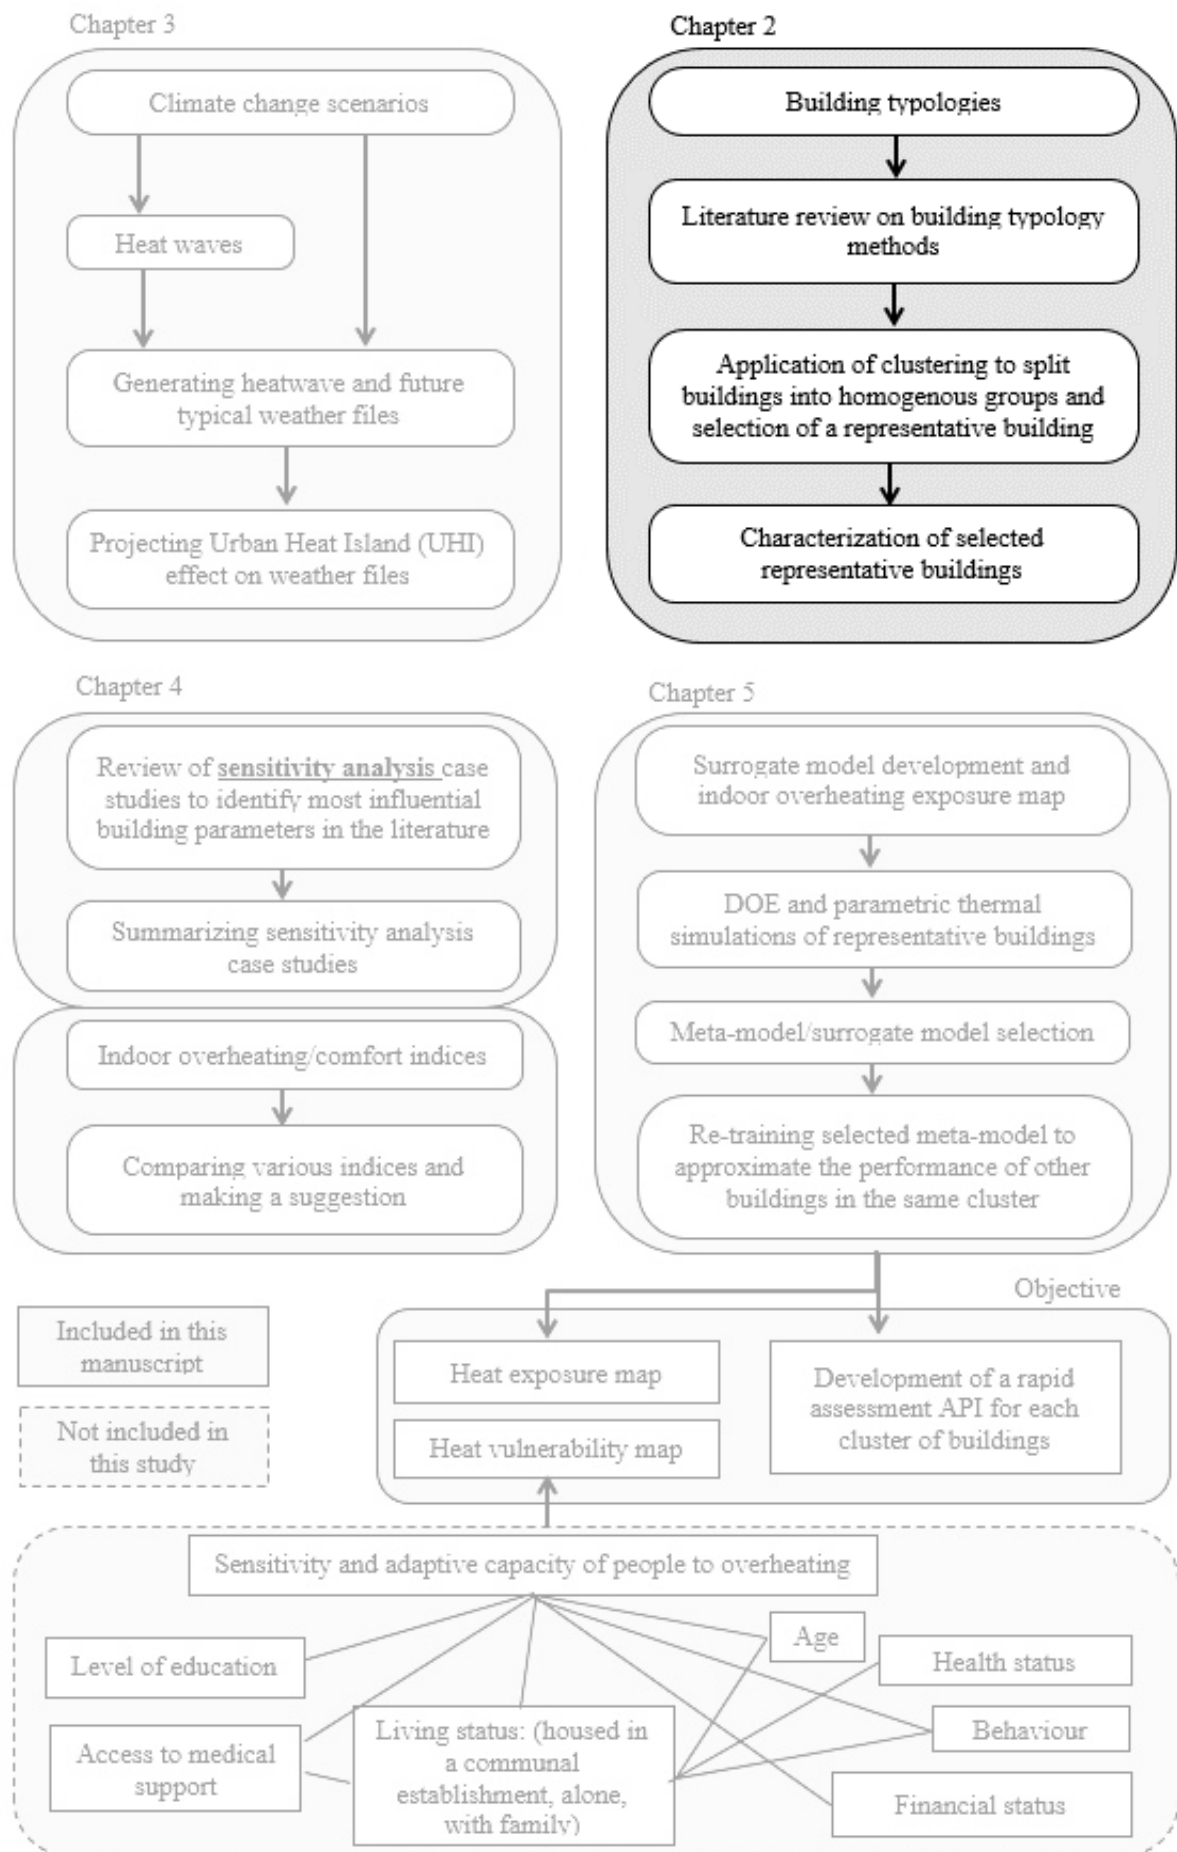 Chapter 3
Climate change scenarios
Heat waves
Generating heatwave and future
typical weather files
Projecting Urban Heat Island (UHI)
effect on weather files
Chapter 2
Building typologies
Literature review on building typology
methods
Application of clustering to split
buildings into homogenous groups and
selection of a representative building
Characterization of selected
representative buildings
Chapter 4
Review of sensitivity analysis case
studies to identify most influential
building parameters in the literature
Summarizing sensitivity analysis
case studies
Indoor overheating/comfort indices
Comparing various indices and
making a suggestion
Chapter 5
Surrogate model development and
indoor overheating exposure map
DOE and parametric thermal
simulations of representative buildings
Meta-model/surrogate model selection
Re-training selected meta-model to
approximate the performance of other
buildings in the same cluster
Included in this
manuscript
Not included in
this study
Objective
Heat exposure map
Heat vulnerability map
Development of a rapid
assessment API for each
cluster of buildings
Sensitivity and adaptive capacity of people to overheating
Level of education
Access to medical
support
Living status: (housed in
a communal
establishment, alone,
with family)
Age
Health status
Behaviour
Financial status